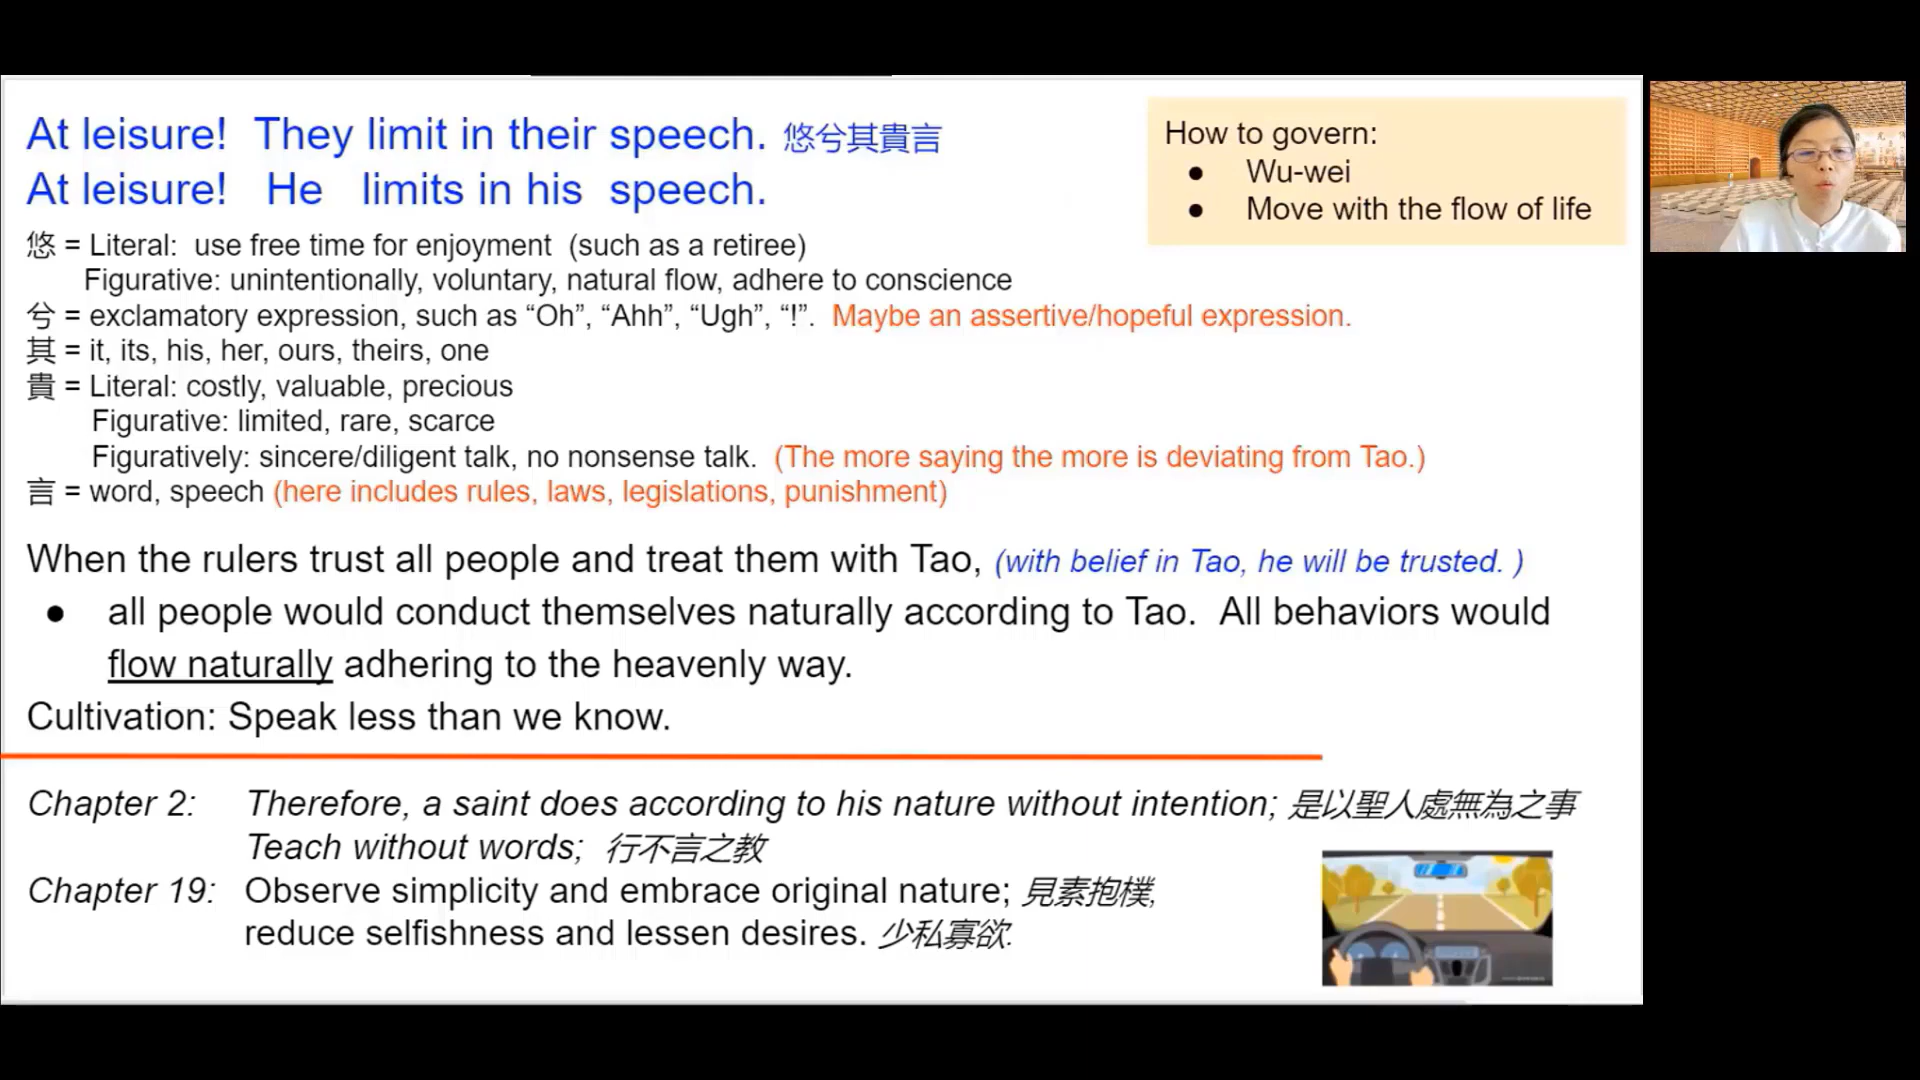 At leisure!  They limit in their speech. 悠兮其貴言
At leisure!   He   limits in his  speech.
How to govern:
● Wu-wei
● Move with the flow of life
悠 = Literal:  use free time for enjoyment  (such as a retiree)
Figurative: unintentionally, voluntary, natural flow, adhere to conscience
兮 = exclamatory expression, such as “Oh”, “Ahh”, “Ugh”, “!”.  Maybe an assertive/hopeful expression.
其 = it, its, his, her, ours, theirs, one
貴 = Literal: costly, valuable, precious
Figurative: limited, rare, scarce
Figuratively: sincere/diligent talk, no nonsense talk.  (The more saying the more is deviating from Tao.)
言 = word, speech (here includes rules, laws, legislations, punishment)
When the rulers trust all people and treat them with Tao, (with belief in Tao, he will be trusted. )
● all people would conduct themselves naturally according to Tao.  All behaviors would
flow naturally adhering to the heavenly way.
Cultivation: Speak less than we know.
Chapter 2: Therefore, a saint does according to his nature without intention; 是以聖人處無為之事
Teach without words;  行不言之教
Chapter 19: Observe simplicity and embrace original nature; 見素抱樸,
reduce selfishness and lessen desires. 少私寡欲.